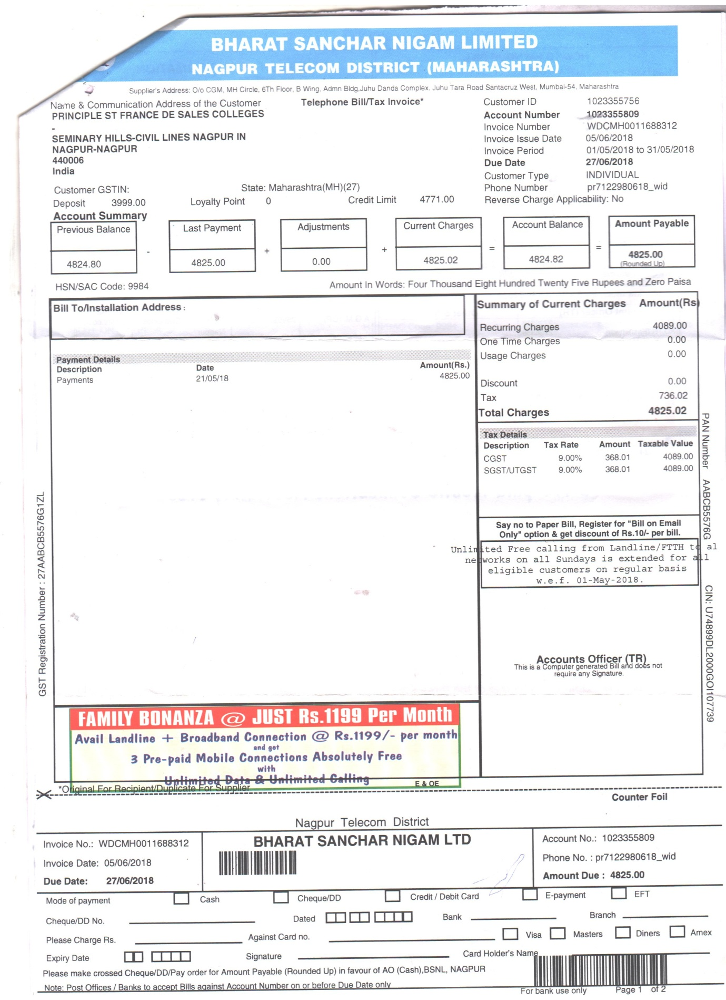 BHARAT SANCHAR NIGAM LIMITED
NAGPUR TELECOM DISTRICT (MAHARASHTRA)
Supplier's Address: O/o CGM, MH Circle, 6Th Floor, B Wing, Admn Bldg,Juhu Danda Complex. Juhu Tara Road Santacruz West, Mumbai-54, Maharashtra
Name & Communication Address of the Customer
Telephone Bill/Tax Invoice*
PRINCIPLE ST FRANCE DE SALES COLLEGES
-
SEMINARY HILLS-CIVIL LINES NAGPUR IN
NAGPUR-NAGPUR
440006
India
Customer ID 1023355756
Account Number 1023355809
Invoice Number WDCMH0011688312
Invoice Issue Date 05/06/2018
Invoice Period 01/05/2018 to 31/05/2018
Due Date 27/06/2018
Customer Type INDIVIDUAL
Phone Number pr7122980618_wid
Reverse Charge Applicability: No
Customer GSTIN: State: Maharashtra(MH)(27)
Deposit 3999.00 Loyalty Point 0 Credit Limit 4771.00
Account Summary
Previous Balance Last Payment Adjustments Current Charges Account Balance Amount Payable
4824.80 - 4825.00 + 0.00 + 4825.02 = 4824.82 = 4825.00
(Rounded Up)
HSN/SAC Code: 9984 Amount In Words: Four Thousand Eight Hundred Twenty Five Rupees and Zero Paisa
Bill To/Installation Address :
Payment Details
Description Date Amount(Rs.)
Payments 21/05/18 4825.00
Summary of Current Charges Amount(Rs)
Recurring Charges 4089.00
One Time Charges 0.00
Usage Charges 0.00
Discount 0.00
Tax 736.02
Total Charges 4825.02
Tax Details
Description Tax Rate Amount Taxable Value
CGST 9.00% 368.01 4089.00
SGST/UTGST 9.00% 368.01 4089.00
Say no to Paper Bill, Register for "Bill on Email
Only" option & get discount of Rs.10/- per bill.
Unlimited Free calling from Landline/FTTH to al
networks on all Sundays is extended for all
eligible customers on regular basis
w.e.f. 01-May-2018.
Accounts Officer (TR)
This is a Computer generated Bill and does not
require any Signature.
GST Registration Number : 27AABCB5576G1ZL
PAN Number AABCB5576G CIN: U74899DL2000GOI107739
FAMILY BONANZA @ JUST Rs.1199 Per Month
Avail Landline + Broadband Connection @ Rs.1199/- per month
and get
3 Pre-paid Mobile Connections Absolutely Free
with
Unlimited Data & Unlimited Calling
E & OE
*Original For Recipient/Duplicate For Supplier
Counter Foil
Nagpur Telecom District
BHARAT SANCHAR NIGAM LTD
Invoice No.: WDCMH0011688312
Invoice Date: 05/06/2018
Due Date: 27/06/2018
Account No.: 1023355809
Phone No. : pr7122980618_wid
Amount Due : 4825.00
Mode of payment Cash Cheque/DD Credit / Debit Card E-payment EFT
Cheque/DD No. Dated Bank Branch
Please Charge Rs. Against Card no. Visa Masters Diners Amex
Expiry Date Signature Card Holder's Name
Please make crossed Cheque/DD/Pay order for Amount Payable (Rounded Up) in favour of AO (Cash),BSNL, NAGPUR
Note: Post Offices / Banks to accept Bills against Account Number on or before Due Date only
For bank use only Page 1 of 2